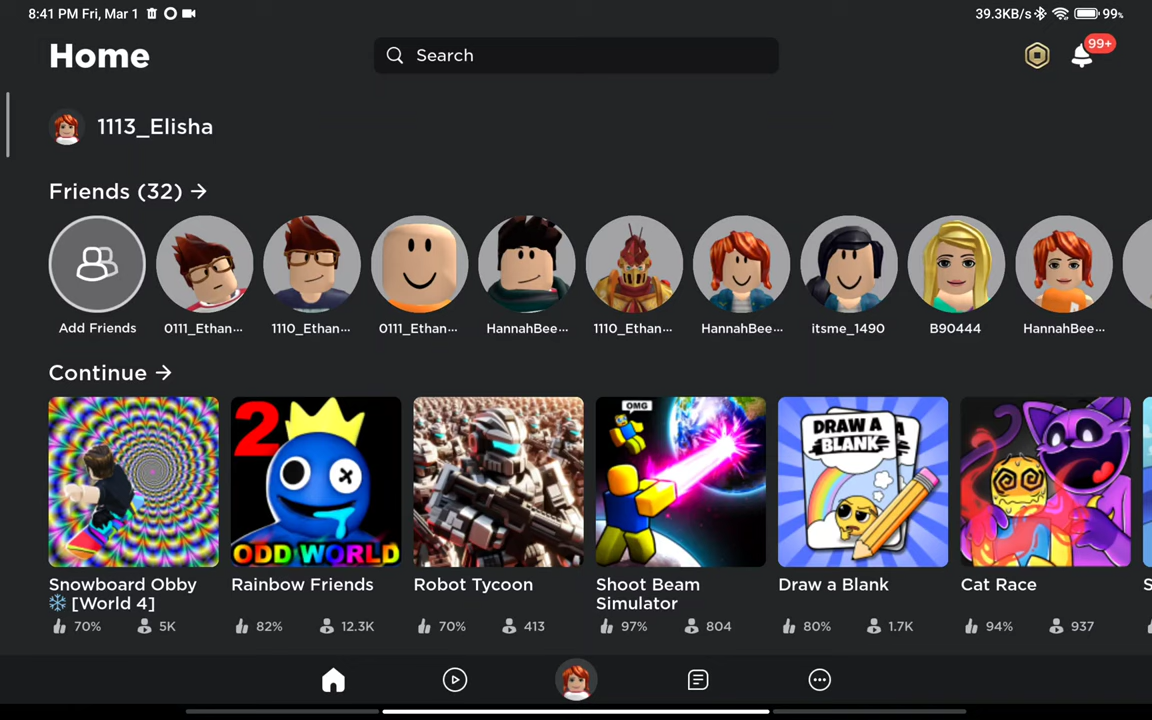 8:41 PM Fri, Mar 1
39.3KB/s
99%
Home
Search
99+
1113_Elisha
Friends (32) →
Add Friends
0111_Ethan...
1110_Ethan...
0111_Ethan...
HannahBee...
1110_Ethan...
HannahBee...
itsme_1490
B90444
HannahBee...
Continue →
2
ODD WORLD
OMG
DRAW A
BLANK
Snowboard Obby
❄️ [World 4]
Rainbow Friends
Robot Tycoon
Shoot Beam
Simulator
Draw a Blank
Cat Race
70% 5K
82% 12.3K
70% 413
97% 804
80% 1.7K
94% 937